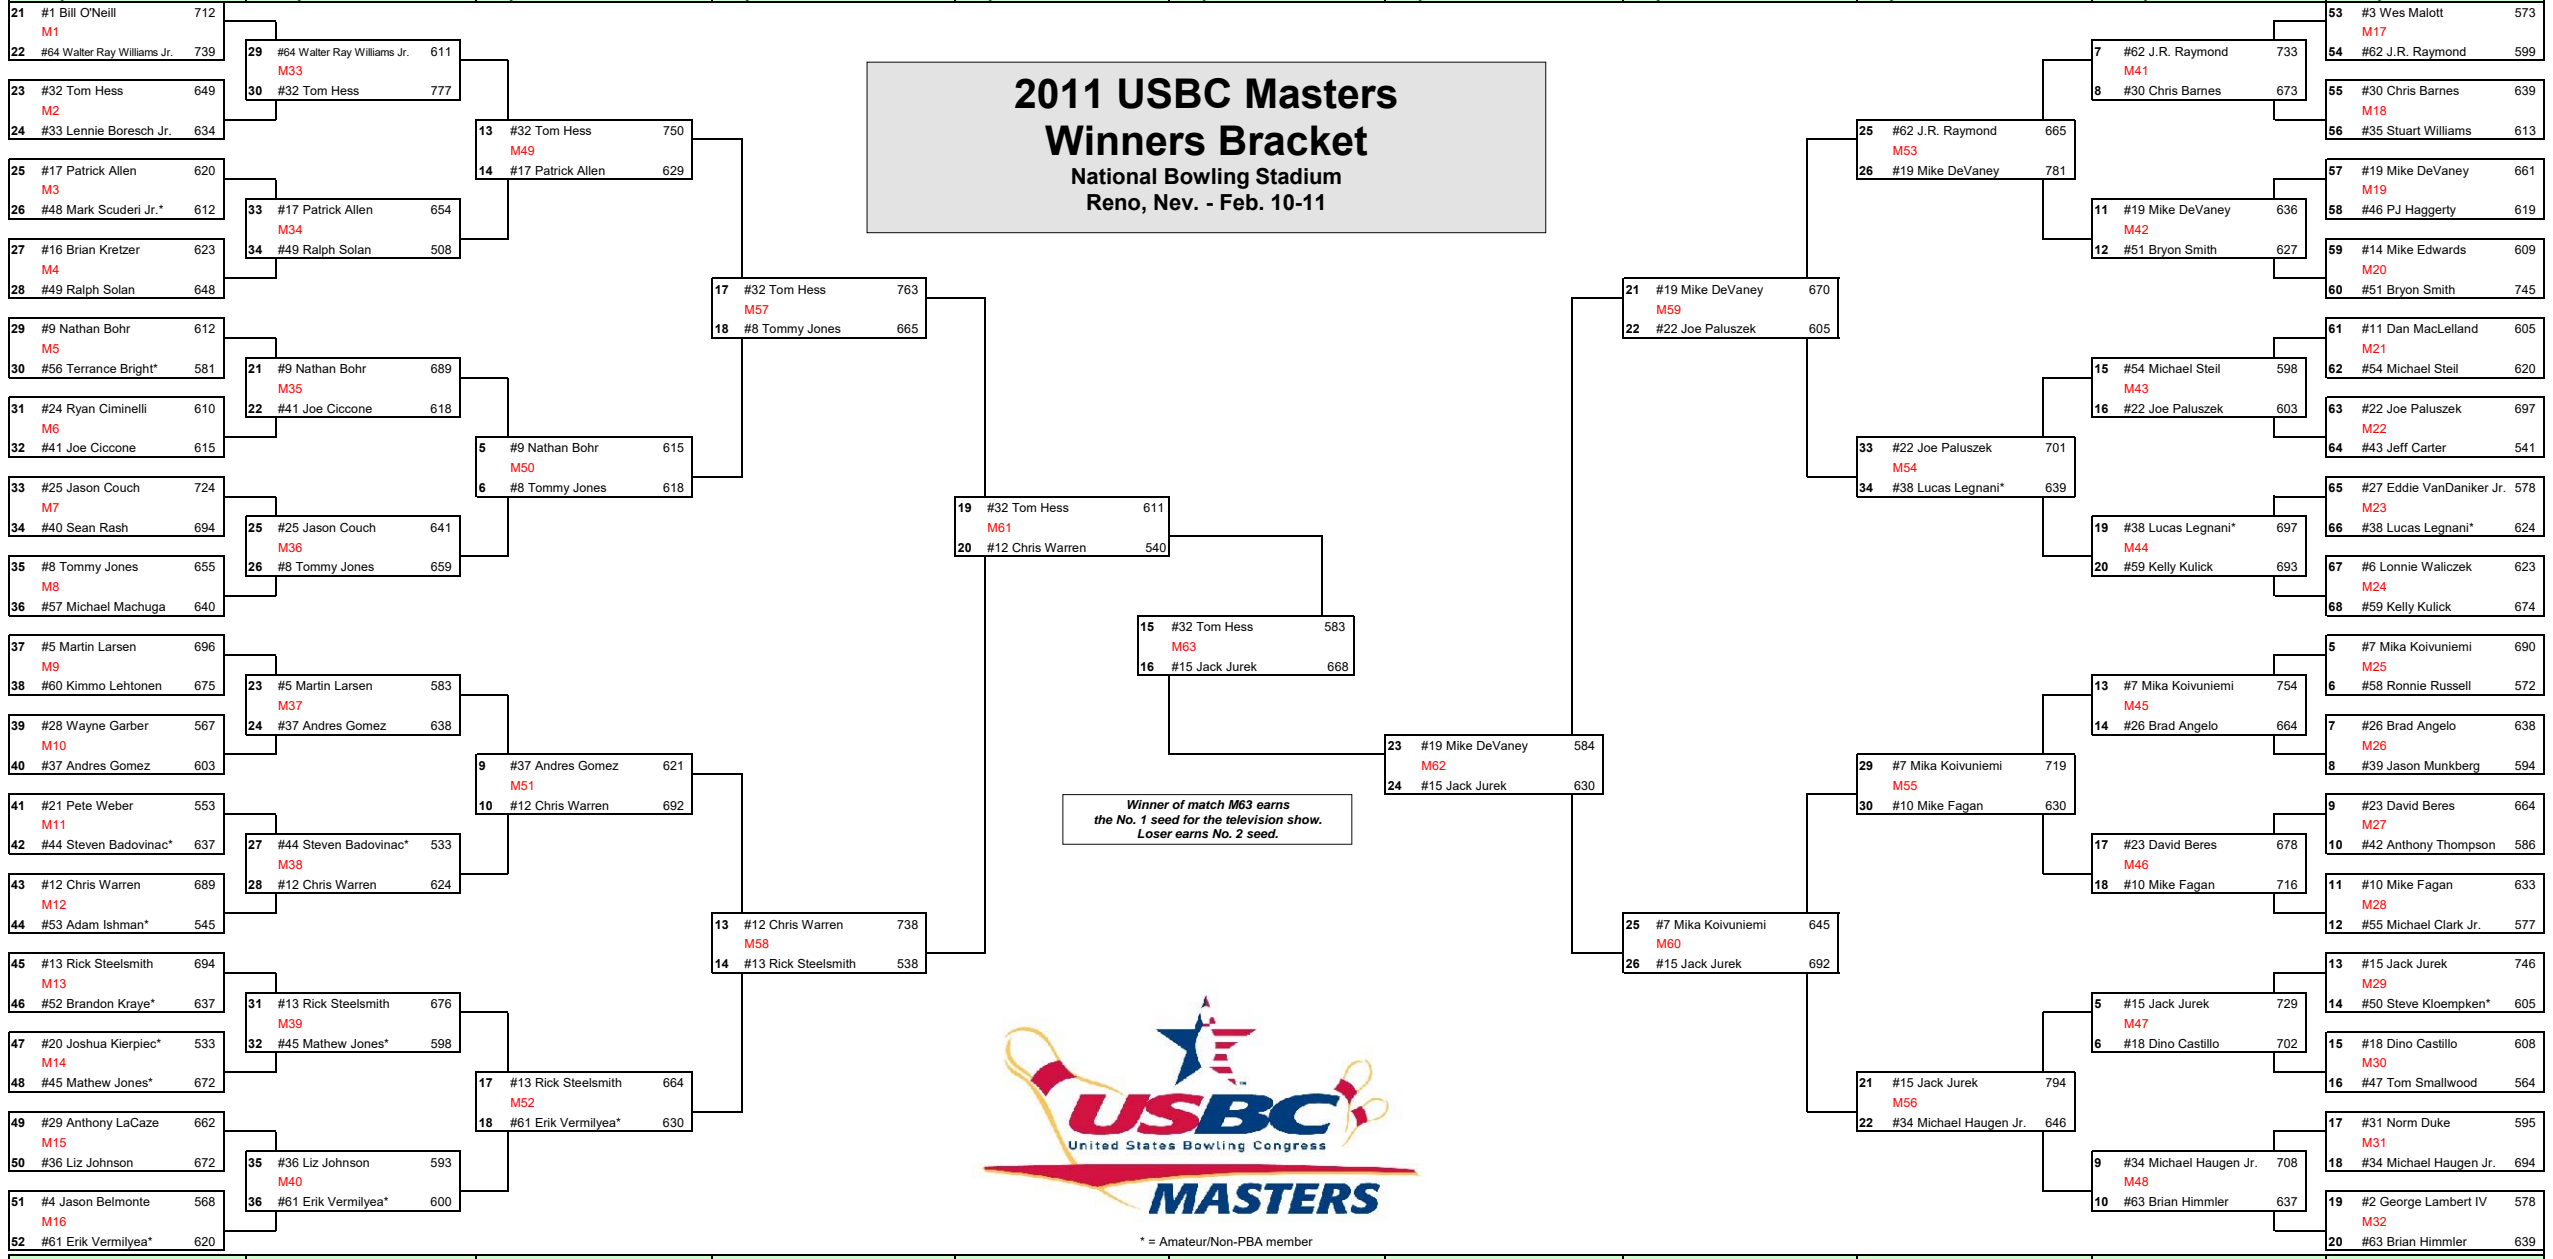 2011 USBC Masters
Winners Bracket
National Bowling Stadium
Reno, Nev. - Feb. 10-11
21 #1 Bill O'Neill 712
M1
22 #64 Walter Ray Williams Jr. 739
23 #32 Tom Hess 649
M2
24 #33 Lennie Boresch Jr. 634
25 #17 Patrick Allen 620
M3
26 #48 Mark Scuderi Jr.* 612
27 #16 Brian Kretzer 623
M4
28 #49 Ralph Solan 648
29 #9 Nathan Bohr 612
M5
30 #56 Terrance Bright* 581
31 #24 Ryan Ciminelli 610
M6
32 #41 Joe Ciccone 615
33 #25 Jason Couch 724
M7
34 #40 Sean Rash 694
35 #8 Tommy Jones 655
M8
36 #57 Michael Machuga 640
37 #5 Martin Larsen 696
M9
38 #60 Kimmo Lehtonen 675
39 #28 Wayne Garber 567
M10
40 #37 Andres Gomez 603
41 #21 Pete Weber 553
M11
42 #44 Steven Badovinac* 637
43 #12 Chris Warren 689
M12
44 #53 Adam Ishman* 545
45 #13 Rick Steelsmith 694
M13
46 #52 Brandon Kraye* 637
47 #20 Joshua Kierpiec* 533
M14
48 #45 Mathew Jones* 672
49 #29 Anthony LaCaze 662
M15
50 #36 Liz Johnson 672
51 #4 Jason Belmonte 568
M16
52 #61 Erik Vermilyea* 620
29 #64 Walter Ray Williams Jr. 611
M33
30 #32 Tom Hess 777
33 #17 Patrick Allen 654
M34
34 #49 Ralph Solan 508
21 #9 Nathan Bohr 689
M35
22 #41 Joe Ciccone 618
25 #25 Jason Couch 641
M36
26 #8 Tommy Jones 659
23 #5 Martin Larsen 583
M37
24 #37 Andres Gomez 638
27 #44 Steven Badovinac* 533
M38
28 #12 Chris Warren 624
31 #13 Rick Steelsmith 676
M39
32 #45 Mathew Jones* 598
35 #36 Liz Johnson 593
M40
36 #61 Erik Vermilyea* 600
13 #32 Tom Hess 750
M49
14 #17 Patrick Allen 629
5 #9 Nathan Bohr 615
M50
6 #8 Tommy Jones 618
9 #37 Andres Gomez 621
M51
10 #12 Chris Warren 692
17 #13 Rick Steelsmith 664
M52
18 #61 Erik Vermilyea* 630
17 #32 Tom Hess 763
M57
18 #8 Tommy Jones 665
13 #12 Chris Warren 738
M58
14 #13 Rick Steelsmith 538
19 #32 Tom Hess 611
M61
20 #12 Chris Warren 540
15 #32 Tom Hess 583
M63
16 #15 Jack Jurek 668
23 #19 Mike DeVaney 584
M62
24 #15 Jack Jurek 630
Winner of match M63 earns
the No. 1 seed for the television show.
Loser earns No. 2 seed.
21 #19 Mike DeVaney 670
M59
22 #22 Joe Paluszek 605
25 #7 Mika Koivuniemi 645
M60
26 #15 Jack Jurek 692
25 #62 J.R. Raymond 665
M53
26 #19 Mike DeVaney 781
33 #22 Joe Paluszek 701
M54
34 #38 Lucas Legnani* 639
29 #7 Mika Koivuniemi 719
M55
30 #10 Mike Fagan 630
21 #15 Jack Jurek 794
M56
22 #34 Michael Haugen Jr. 646
7 #62 J.R. Raymond 733
M41
8 #30 Chris Barnes 673
11 #19 Mike DeVaney 636
M42
12 #51 Bryon Smith 627
15 #54 Michael Steil 598
M43
16 #22 Joe Paluszek 603
19 #38 Lucas Legnani* 697
M44
20 #59 Kelly Kulick 693
13 #7 Mika Koivuniemi 754
M45
14 #26 Brad Angelo 664
17 #23 David Beres 678
M46
18 #10 Mike Fagan 716
5 #15 Jack Jurek 729
M47
6 #18 Dino Castillo 702
9 #34 Michael Haugen Jr. 708
M48
10 #63 Brian Himmler 637
53 #3 Wes Malott 573
M17
54 #62 J.R. Raymond 599
55 #30 Chris Barnes 639
M18
56 #35 Stuart Williams 613
57 #19 Mike DeVaney 661
M19
58 #46 PJ Haggerty 619
59 #14 Mike Edwards 609
M20
60 #51 Bryon Smith 745
61 #11 Dan MacLelland 605
M21
62 #54 Michael Steil 620
63 #22 Joe Paluszek 697
M22
64 #43 Jeff Carter 541
65 #27 Eddie VanDaniker Jr. 578
M23
66 #38 Lucas Legnani* 624
67 #6 Lonnie Waliczek 623
M24
68 #59 Kelly Kulick 674
5 #7 Mika Koivuniemi 690
M25
6 #58 Ronnie Russell 572
7 #26 Brad Angelo 638
M26
8 #39 Jason Munkberg 594
9 #23 David Beres 664
M27
10 #42 Anthony Thompson 586
11 #10 Mike Fagan 633
M28
12 #55 Michael Clark Jr. 577
13 #15 Jack Jurek 746
M29
14 #50 Steve Kloempken* 605
15 #18 Dino Castillo 608
M30
16 #47 Tom Smallwood 564
17 #31 Norm Duke 595
M31
18 #34 Michael Haugen Jr. 694
19 #2 George Lambert IV 578
M32
20 #63 Brian Himmler 639
USBC
United States Bowling Congress
MASTERS
* = Amateur/Non-PBA member